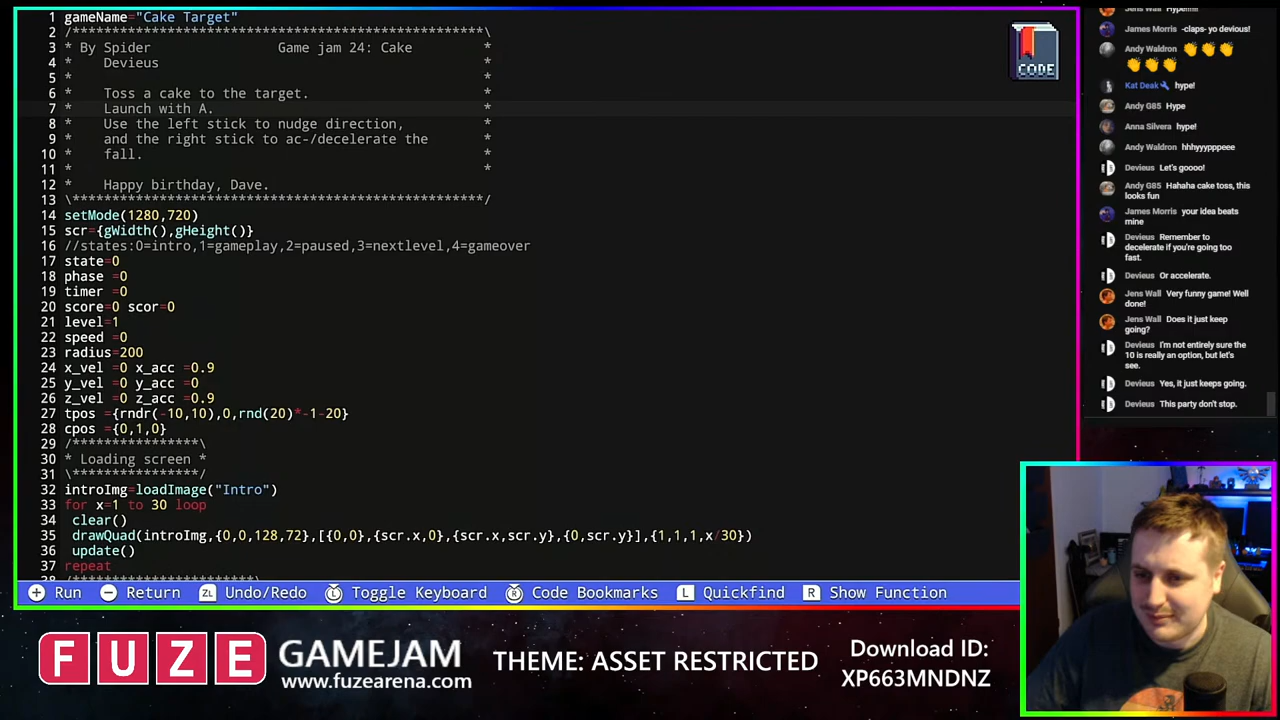 1 gameName="Cake Target"
2 /****************************************************\
3 * By Spider Game jam 24: Cake *
4 * Devieus *
5 * *
6 * Toss a cake to the target. *
7 * Launch with A. *
8 * Use the left stick to nudge direction, *
9 * and the right stick to ac-/decelerate the *
10 * fall. *
11 * *
12 * Happy birthday, Dave. *
13 \****************************************************/
14 setMode(1280,720)
15 scr={gWidth(),gHeight()}
16 //states:0=intro,1=gameplay,2=paused,3=nextlevel,4=gameover
17 state=0
18 phase =0
19 timer =0
20 score=0 scor=0
21 level=1
22 speed =0
23 radius=200
24 x_vel =0 x_acc =0.9
25 y_vel =0 y_acc =0
26 z_vel =0 z_acc =0.9
27 tpos ={rndr(-10,10),0,rnd(20)*-1-20}
28 cpos ={0,1,0}
29 /****************\
30 * Loading screen *
31 \****************/
32 introImg=loadImage("Intro")
33 for x=1 to 30 loop
34 clear()
35 drawQuad(introImg,{0,0,128,72},[{0,0},{scr.x,0},{scr.x,scr.y},{0,scr.y}],{1,1,1,x/30})
36 update()
37 repeat
+ Run - Return ZL Undo/Redo L Toggle Keyboard R Code Bookmarks L Quickfind R Show Function
CODE
Jens Wall Hype!!!!!!
James Morris -claps- yo devious!
Andy Waldron 👏 👏 👏
👏 👏 👏
Kat Deak hype!
Andy G85 Hype
Anna Silvera hype!
Andy Waldron hhhyyypppeee
Devieus Let's goooo!
Andy G85 Hahaha cake toss, this
looks fun
James Morris your idea beats
mine
Devieus Remember to
decelerate if you're going too
fast.
Devieus Or accelerate.
Jens Wall Very funny game! Well
done!
Jens Wall Does it just keep
going?
Devieus I'm not entirely sure the
10 is really an option, but let's
see.
Devieus Yes, it just keeps going.
Devieus This party don't stop.
FUZE GAMEJAM
www.fuzearena.com
THEME: ASSET RESTRICTED
Download ID:
XP663MNDNZ